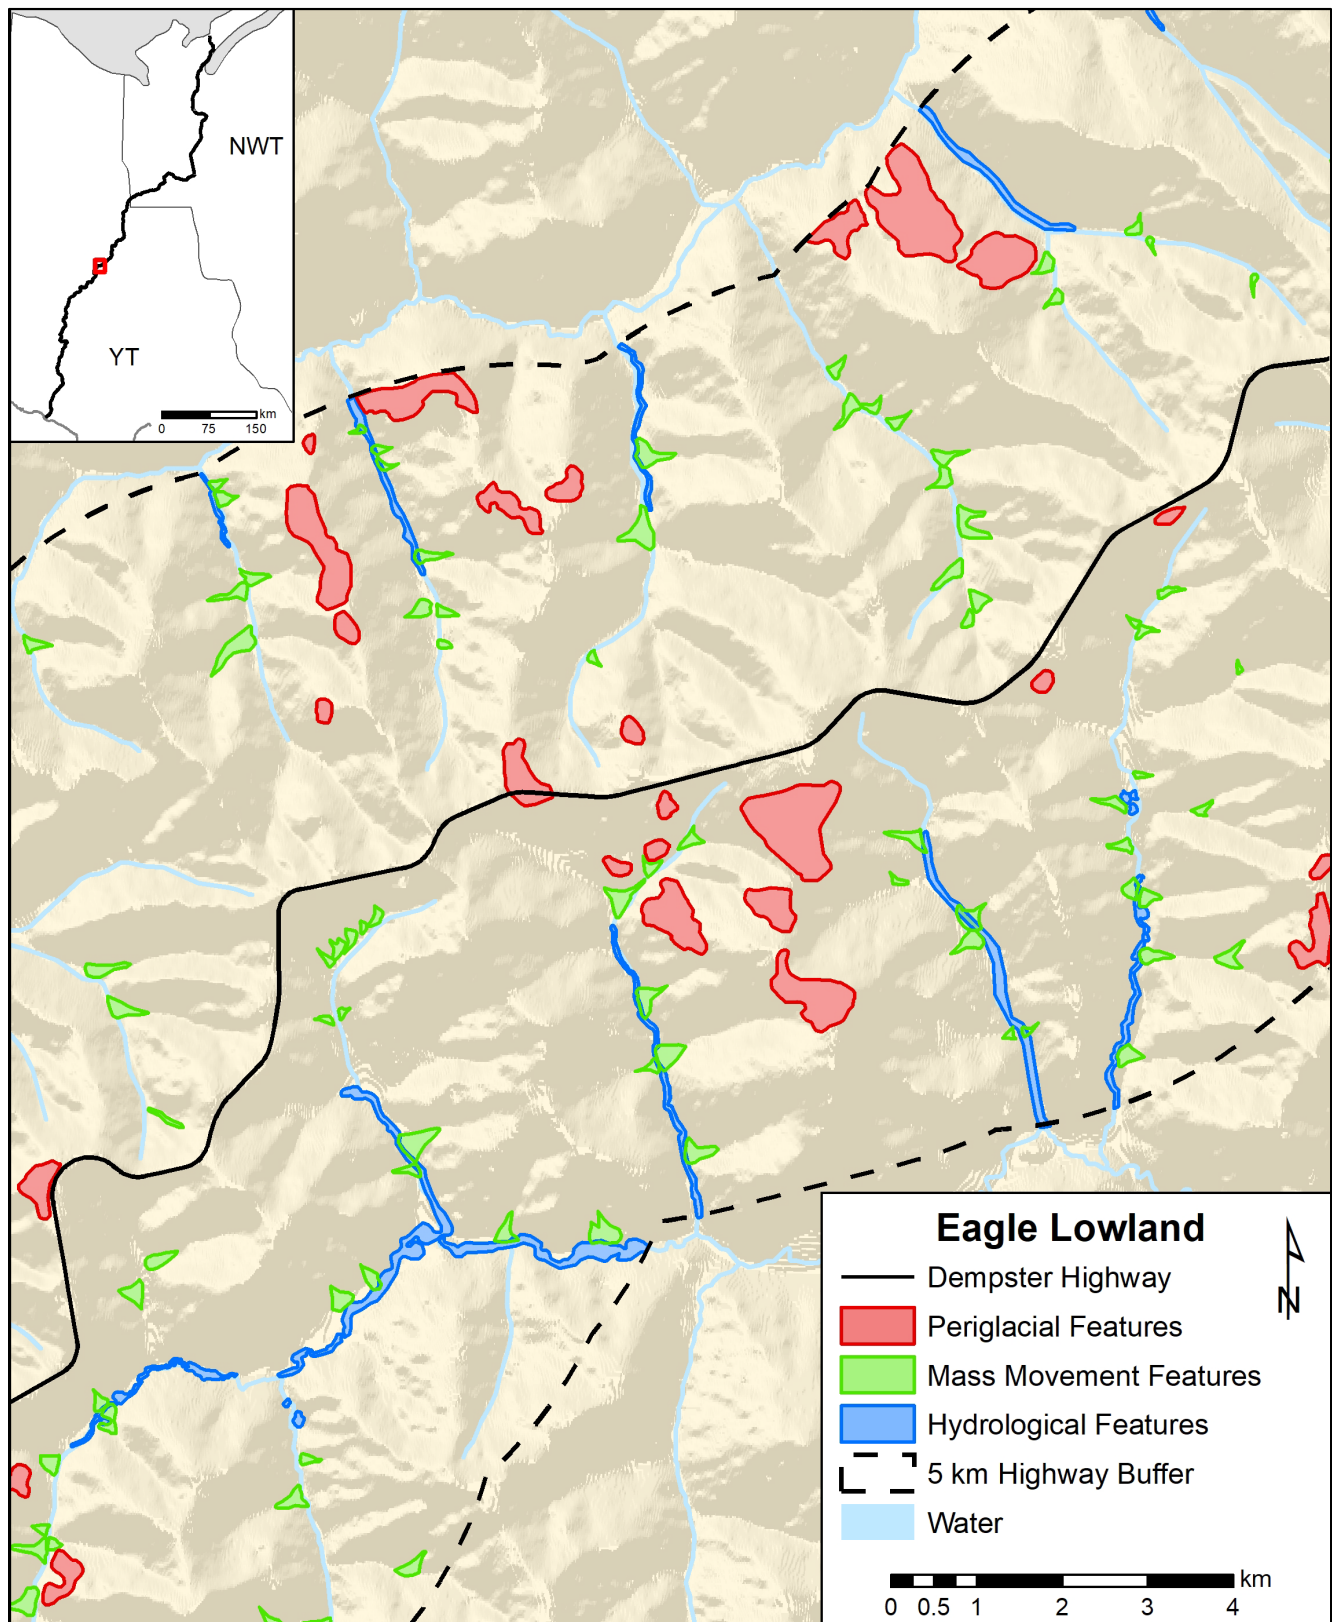 NWT
YT
km
0 75 150
Eagle Lowland
Dempster Highway
Periglacial Features
Mass Movement Features
Hydrological Features
5 km Highway Buffer
Water
N
km
0 0.5 1 2 3 4